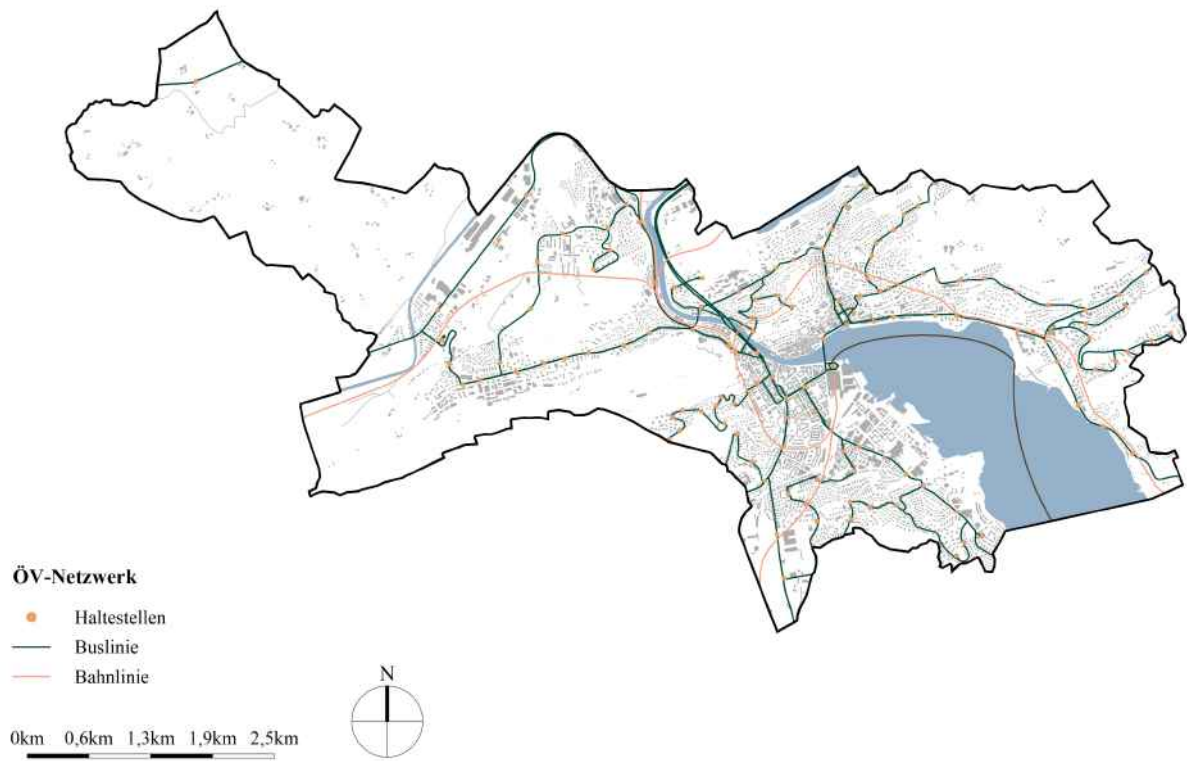 ÖV-Netzwerk
Haltestellen
Buslinie
Bahnlinie
N
0km 0,6km 1,3km 1,9km 2,5km